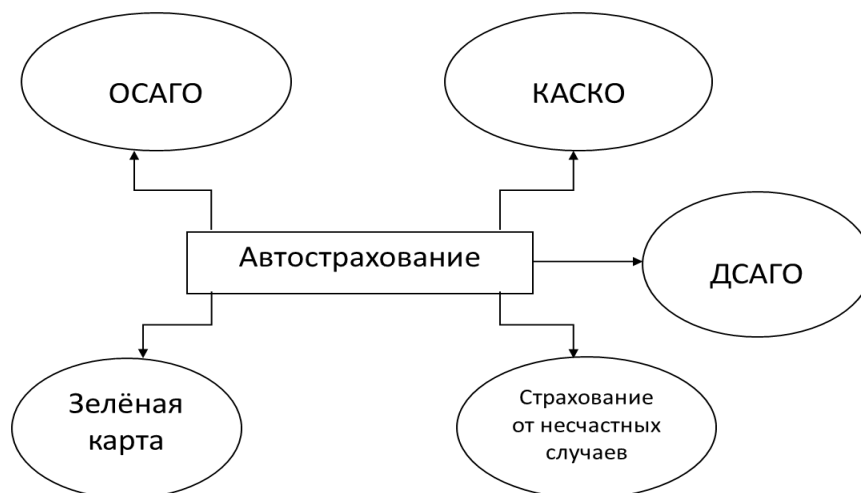 ОСАГО
КАСКО
Автострахование
ДСАГО
Зелёная
карта
Страхование
от несчастных
случаев